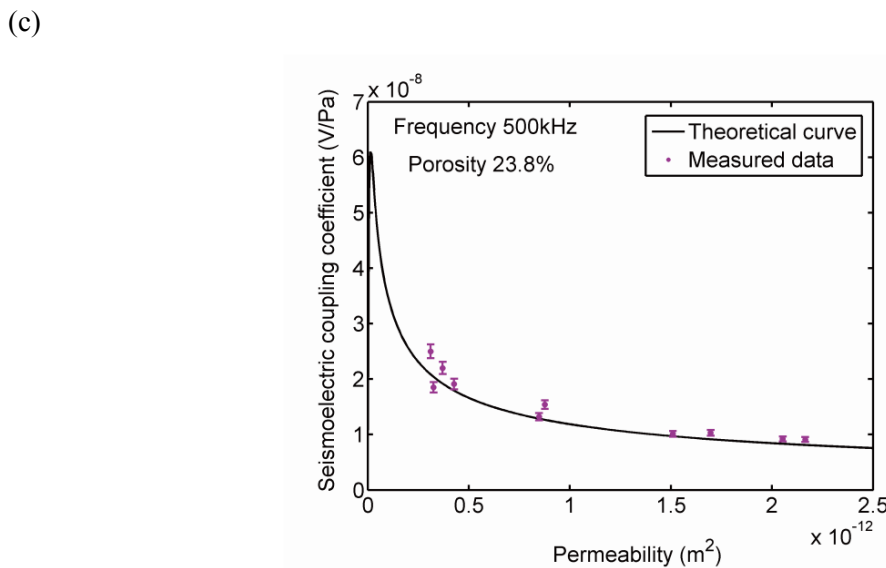 (c)
x 10^-8
Seismoelectric coupling coefficient (V/Pa)
7
6
5
4
3
2
1
0
Frequency 500kHz
Porosity 23.8%
Theoretical curve
Measured data
0
0.5
1
1.5
2
2.5
x 10^-12
Permeability (m²)